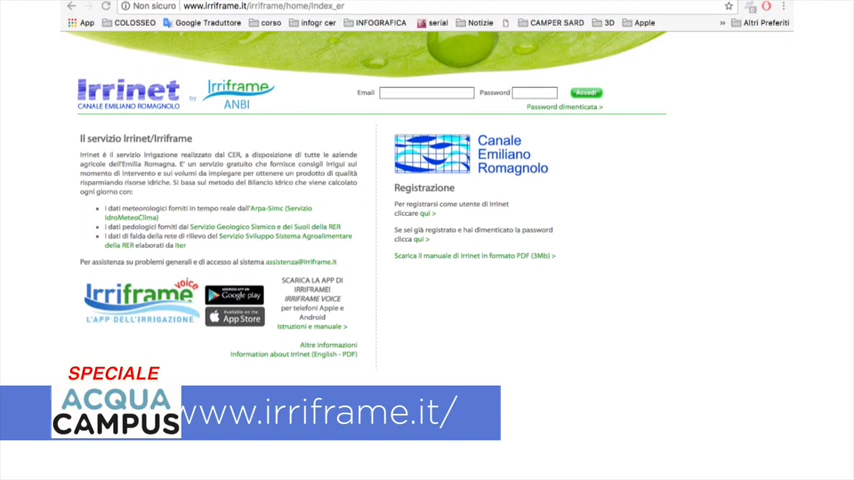 Non sicuro www.irriframe.it/irriframe/home/Index_er
App COLOSSEO Google Traduttore corso infogr cer INFOGRAFICA serial Notizie CAMPER SARD 3D Apple » Altri Preferiti
Irrinet by Irriframe
CANALE EMILIANO ROMAGNOLO ANBI
Email Password Accedi
Password dimenticata >
Il servizio Irrinet/Irriframe
Irrinet è il servizio irrigazione realizzato dal CER, a disposizione di tutte le aziende
agricole dell'Emilia Romagna. E' un servizio gratuito che fornisce consigli irrigui sul
momento di intervento e sui volumi da impiegare per ottenere un prodotto di qualità
risparmiando risorse idriche. Si basa sul metodo del Bilancio Idrico che viene calcolato
ogni giorno con:
• i dati meteorologici forniti in tempo reale dall'Arpa-Simc (Servizio
IdroMeteoClima)
• i dati pedologici forniti dal Servizio Geologico Sismico e dei Suoli della RER
• i dati di falda della rete di rilievo del Servizio Sviluppo Sistema Agroalimentare
della RER elaborati da Iter
Per assistenza su problemi generali e di accesso al sistema assistenza@irriframe.it
Irriframe voice
L'APP DELL'IRRIGAZIONE
ANDROID APP ON
Google play
Available on the
App Store
SCARICA LA APP DI
IRRIFRAME!
IRRIFRAME VOICE
per telefoni Apple e
Android
Istruzioni e manuale >
Altre informazioni
Information about Irrinet (English - PDF)
Canale
Emiliano
Romagnolo
Registrazione
Per registrarsi come utente di Irrinet
cliccare qui >
Se sei già registrato e hai dimenticato la password
clicca qui >
Scarica il manuale di Irrinet in formato PDF (3Mb) >
SPECIALE
ACQUA
CAMPUS
www.irriframe.it/